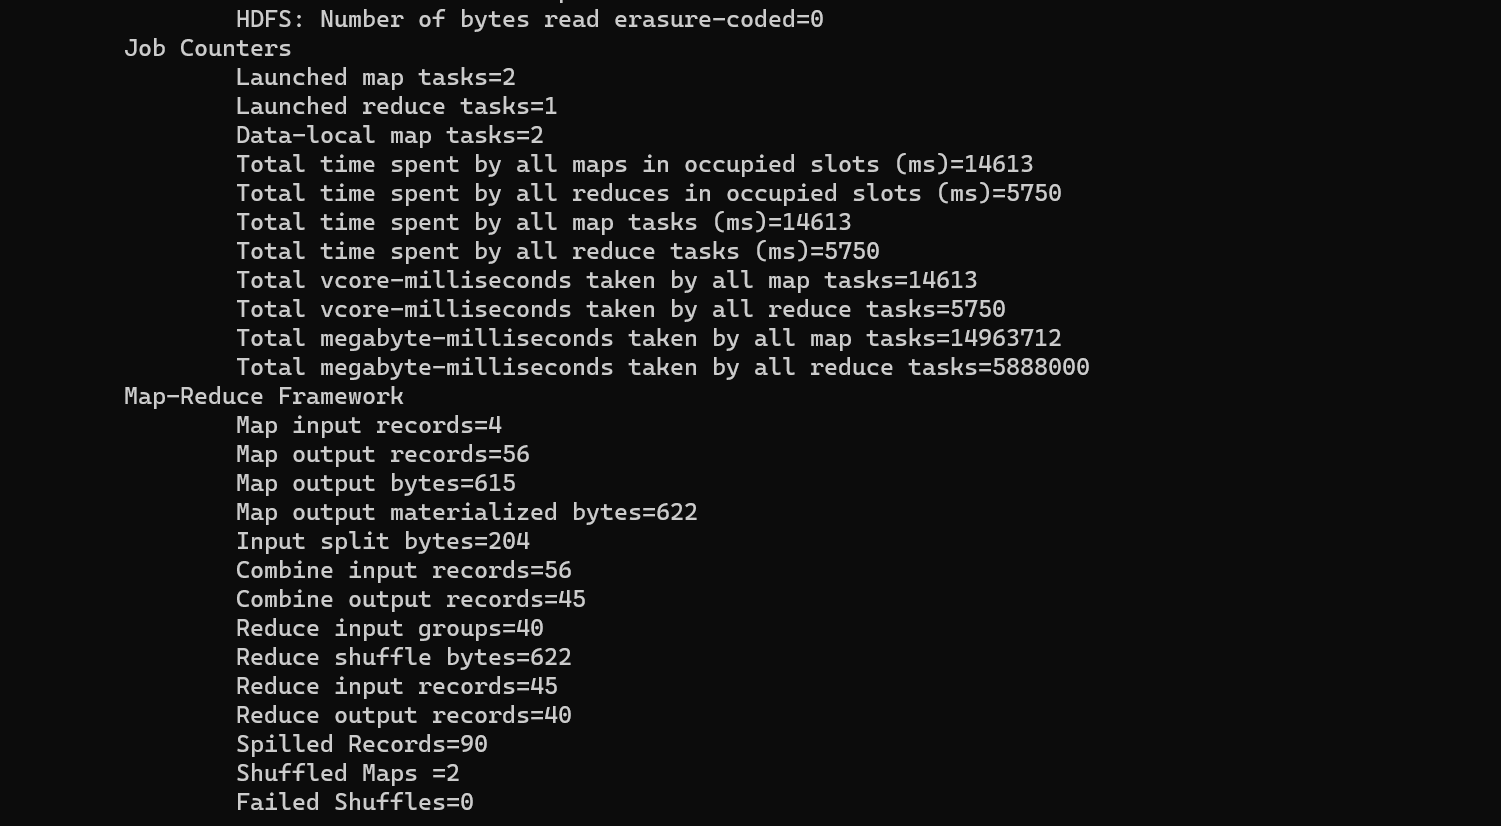 HDFS: Number of bytes read erasure-coded=0
Job Counters
Launched map tasks=2
Launched reduce tasks=1
Data-local map tasks=2
Total time spent by all maps in occupied slots (ms)=14613
Total time spent by all reduces in occupied slots (ms)=5750
Total time spent by all map tasks (ms)=14613
Total time spent by all reduce tasks (ms)=5750
Total vcore-milliseconds taken by all map tasks=14613
Total vcore-milliseconds taken by all reduce tasks=5750
Total megabyte-milliseconds taken by all map tasks=14963712
Total megabyte-milliseconds taken by all reduce tasks=5888000
Map-Reduce Framework
Map input records=4
Map output records=56
Map output bytes=615
Map output materialized bytes=622
Input split bytes=204
Combine input records=56
Combine output records=45
Reduce input groups=40
Reduce shuffle bytes=622
Reduce input records=45
Reduce output records=40
Spilled Records=90
Shuffled Maps =2
Failed Shuffles=0